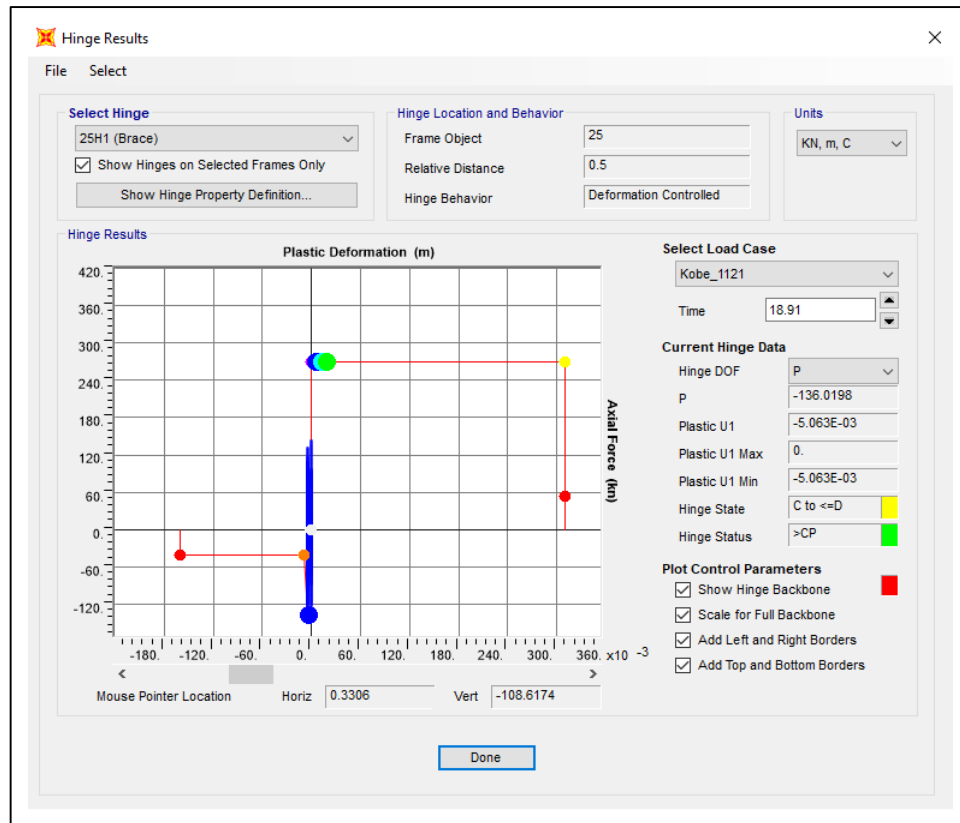 Hinge Results
File Select
Select Hinge
25H1 (Brace)
Show Hinges on Selected Frames Only
Show Hinge Property Definition...
Hinge Location and Behavior
Frame Object 25
Relative Distance 0.5
Hinge Behavior Deformation Controlled
Units
KN, m, C
Hinge Results
Plastic Deformation (m)
420.
360.
300.
240.
180.
120.
60.
0.
-60.
-120.
-180. -120. -60. 0. 60. 120. 180. 240. 300. 360. x10 -3
Axial Force (kn)
Mouse Pointer Location Horiz 0.3306 Vert -108.6174
Select Load Case
Kobe_1121
Time 18.91
Current Hinge Data
Hinge DOF P
P -136.0198
Plastic U1 -5.063E-03
Plastic U1 Max 0.
Plastic U1 Min -5.063E-03
Hinge State C to <=D
Hinge Status >CP
Plot Control Parameters
Show Hinge Backbone
Scale for Full Backbone
Add Left and Right Borders
Add Top and Bottom Borders
Done